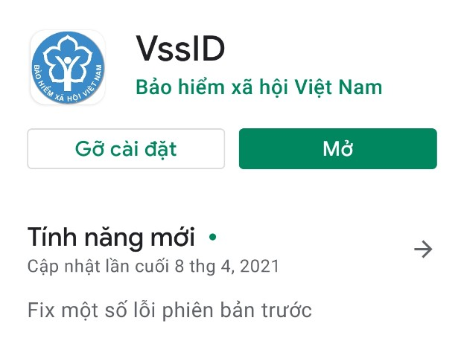 VssID
Bảo hiểm xã hội Việt Nam
BẢO HIỂM XÃ HỘI VIỆT NAM
Gỡ cài đặt
Mở
Tính năng mới •
Cập nhật lần cuối 8 thg 4, 2021
Fix một số lỗi phiên bản trước